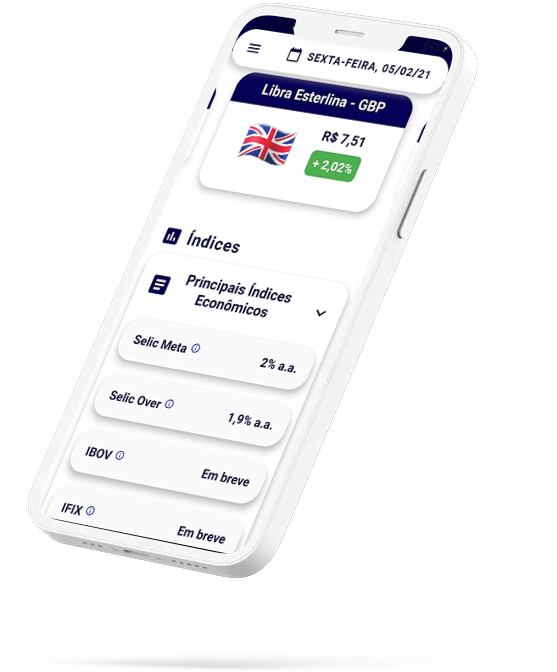 SEXTA-FEIRA, 05/02/21
Libra Esterlina - GBP
R$ 7,51
+ 2,02%
Índices
Principais Índices
Econômicos
Selic Meta
2% a.a.
Selic Over
1,9% a.a.
IBOV
Em breve
IFIX
Em breve